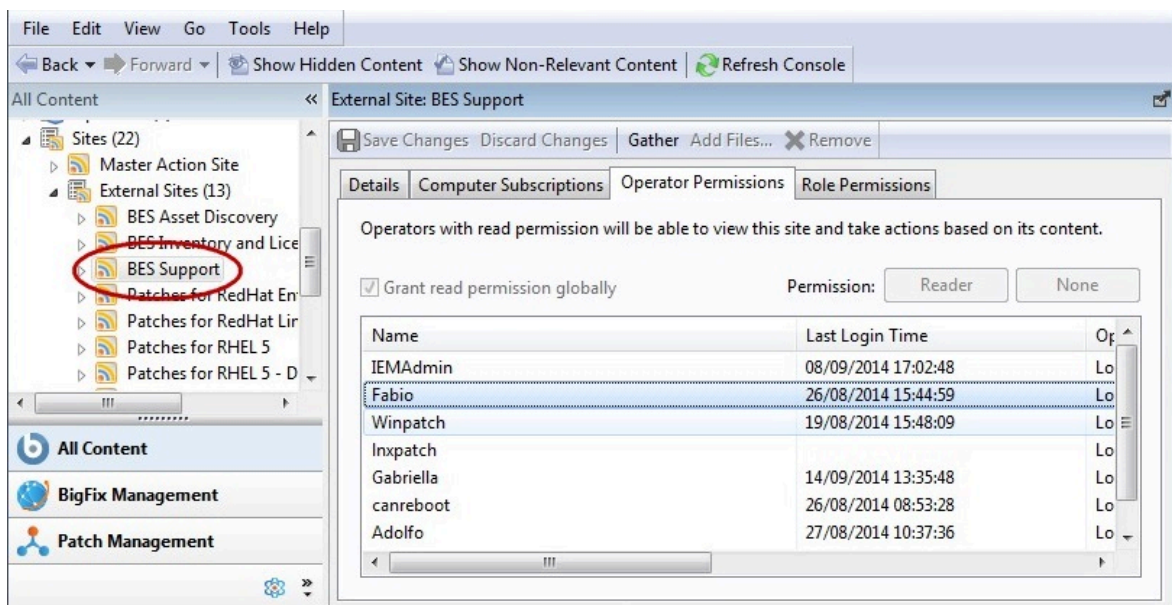 File Edit View Go Tools Help
Back Forward Show Hidden Content Show Non-Relevant Content Refresh Console
All Content «
Sites (22)
Master Action Site
External Sites (13)
BES Asset Discovery
BES Inventory and Lice
BES Support
Patches for RedHat En
Patches for RedHat Lin
Patches for RHEL 5
Patches for RHEL 5 - D
All Content
BigFix Management
Patch Management
»
External Site: BES Support
Save Changes Discard Changes Gather Add Files... Remove
Details Computer Subscriptions Operator Permissions Role Permissions
Operators with read permission will be able to view this site and take actions based on its content.
Grant read permission globally Permission: Reader None
Name Last Login Time Op
IEMAdmin 08/09/2014 17:02:48 Lo
Fabio 26/08/2014 15:44:59 Lo
Winpatch 19/08/2014 15:48:09 Lo
lnxpatch Lo
Gabriella 14/09/2014 13:35:48 Lo
canreboot 26/08/2014 08:53:28 Lo
Adolfo 27/08/2014 10:37:36 Lo